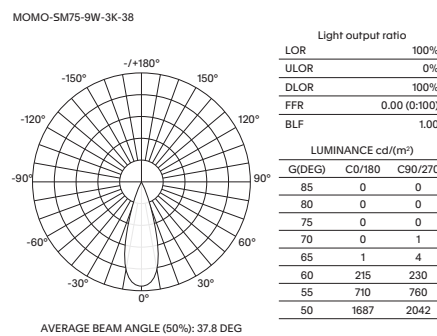 MOMO-SM75-9W-3K-38
-/+180°
-150°
150°
-120°
120°
-90°
90°
-60°
60°
-30°
30°
0°
AVERAGE BEAM ANGLE (50%): 37.8 DEG
Light output ratio
LOR 100%
ULOR 0%
DLOR 100%
FFR 0.00 (0:100)
BLF 1.00
LUMINANCE cd/(m²)
G(DEG) C0/180 C90/270
85 0 0
80 0 0
75 0 0
70 0 1
65 1 4
60 215 230
55 710 760
50 1687 2042